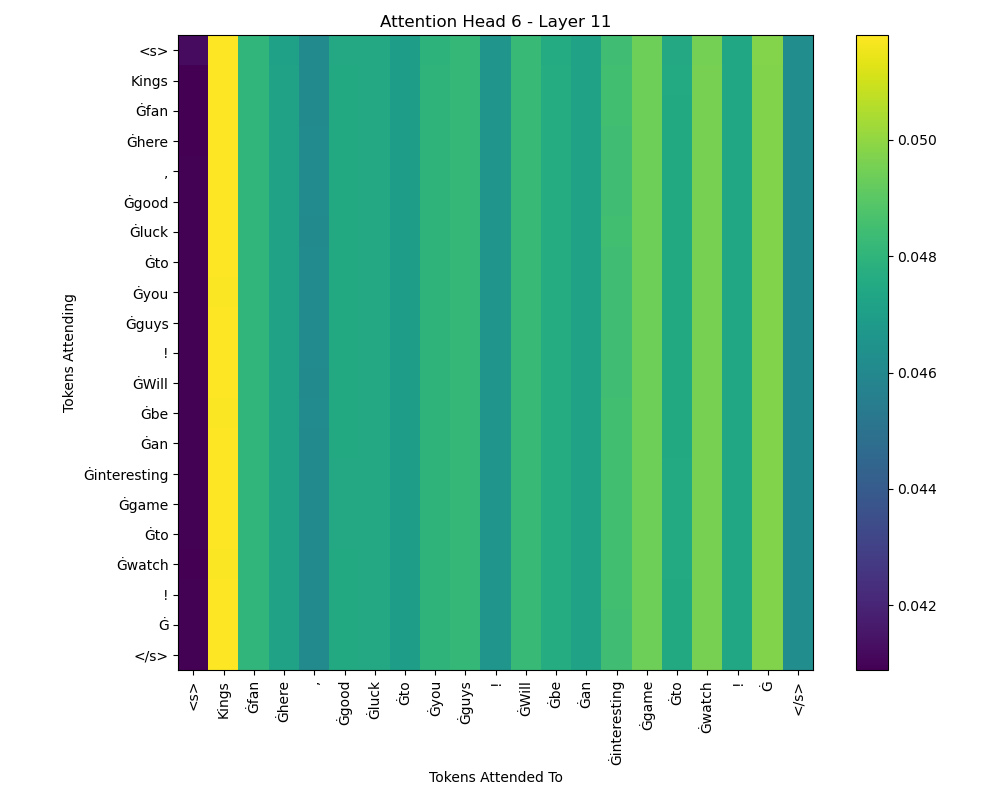 Attention Head 6 - Layer 11
<s>
Kings
Ġfan
Ġhere
,
Ġgood
Ġluck
Ġto
Ġyou
Ġguys
!
ĠWill
Ġbe
Ġan
Ġinteresting
Ġgame
Ġto
Ġwatch
!
Ġ
</s>
Tokens Attending
<s>
Kings
Ġfan
Ġhere
,
Ġgood
Ġluck
Ġto
Ġyou
Ġguys
!
ĠWill
Ġbe
Ġan
Ġinteresting
Ġgame
Ġto
Ġwatch
!
Ġ
</s>
Tokens Attended To
0.050
0.048
0.046
0.044
0.042